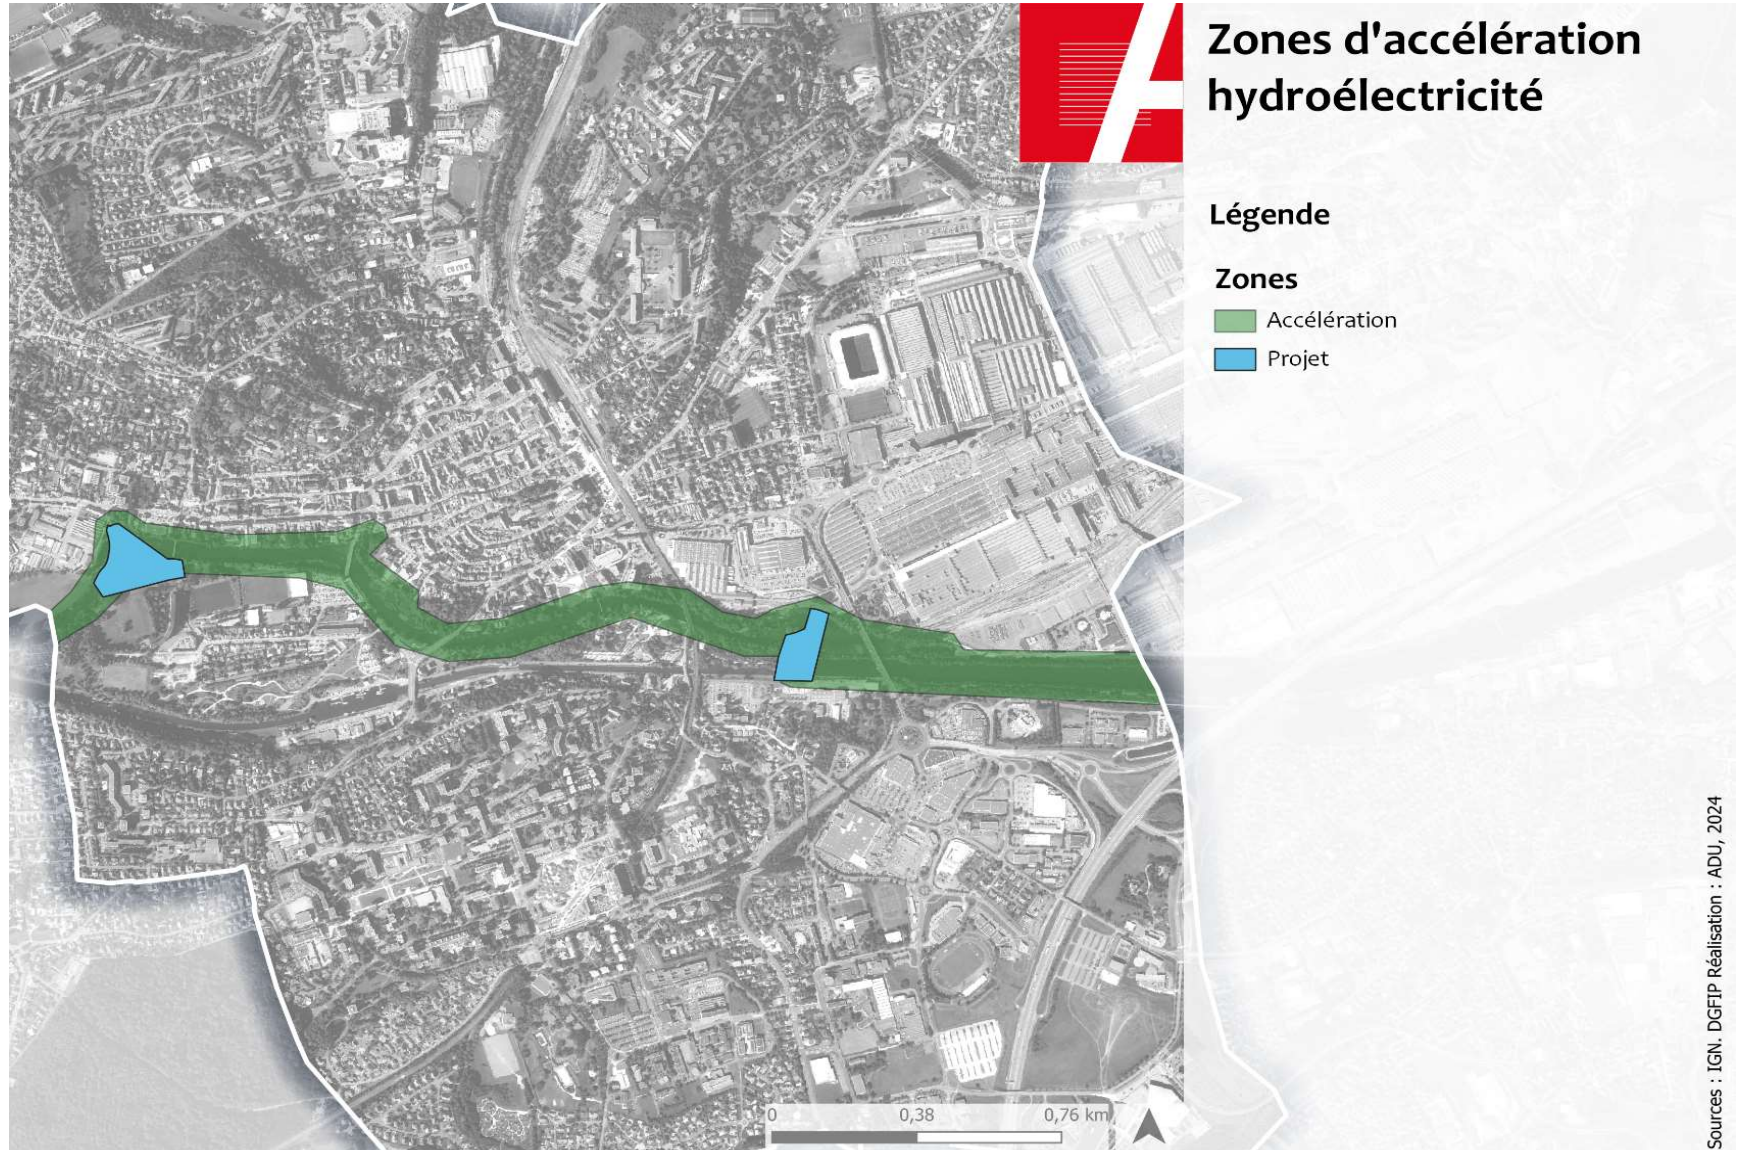 Zones d'accélération
hydroélectricité
Légende
Zones
Accélération
Projet
0 0,38 0,76 km
Sources : IGN. DGFIP Réalisation : ADU, 2024